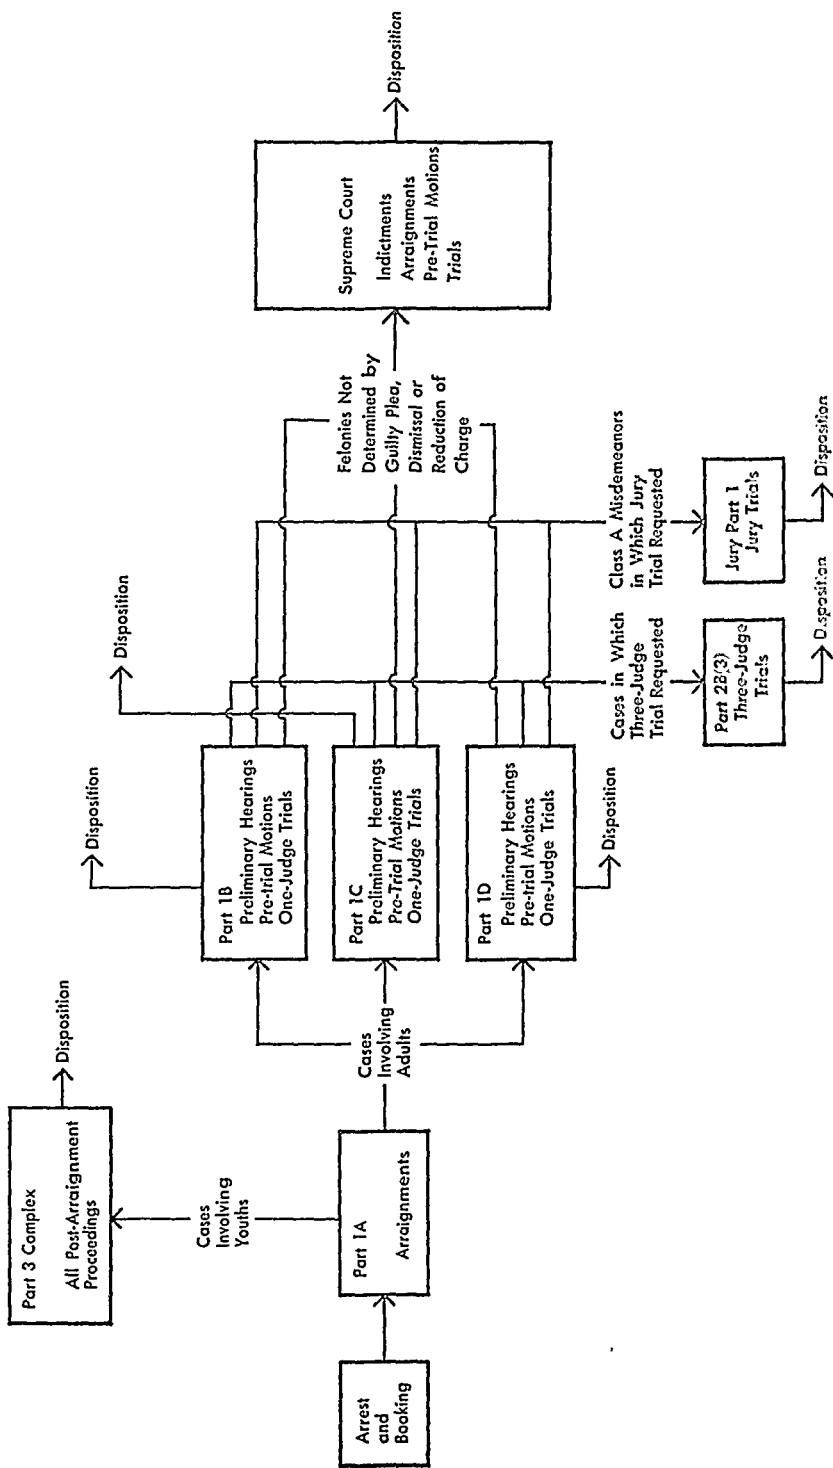 Arrest
and
Booking
Part 1A
Arraignments
Cases
Involving
Youths
Part 3 Complex
All Post-Arraignment
Proceedings
Disposition
Cases
Involving
Adults
Part 1B
Preliminary Hearings
Pre-trial Motions
One-Judge Trials
Disposition
Part 1C
Preliminary Hearings
Pre-Trial Motions
One-Judge Trials
Disposition
Part 1D
Preliminary Hearings
Pre-trial Motions
One-Judge Trials
Disposition
Cases in Which
Three-Judge
Trial Requested
Part 2B(3)
Three-Judge
Trials
Disposition
Class A Misdemeanors
in Which Jury
Trial Requested
Jury Part 1
Jury Trials
Disposition
Felonies Not
Determined by
Guilty Plea,
Dismissal or
Reduction of
Charge
Supreme Court
Indictments
Arraignments
Pre-Trial Motions
Trials
Disposition